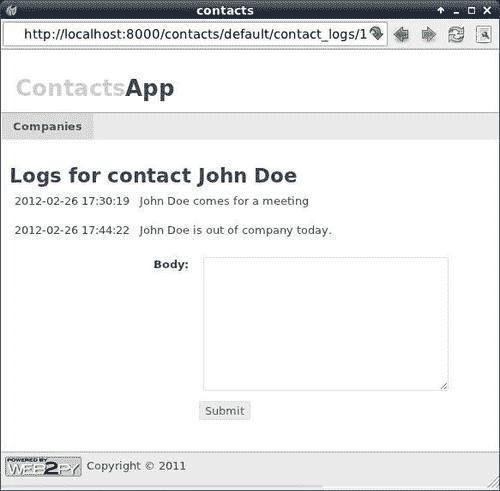 contacts
http://localhost:8000/contacts/default/contact_logs/1
ContactsApp
Companies
Logs for contact John Doe
2012-02-26 17:30:19 John Doe comes for a meeting
2012-02-26 17:44:22 John Doe is out of company today.
Body:
Submit
POWERED BY
WEB2PY Copyright © 2011